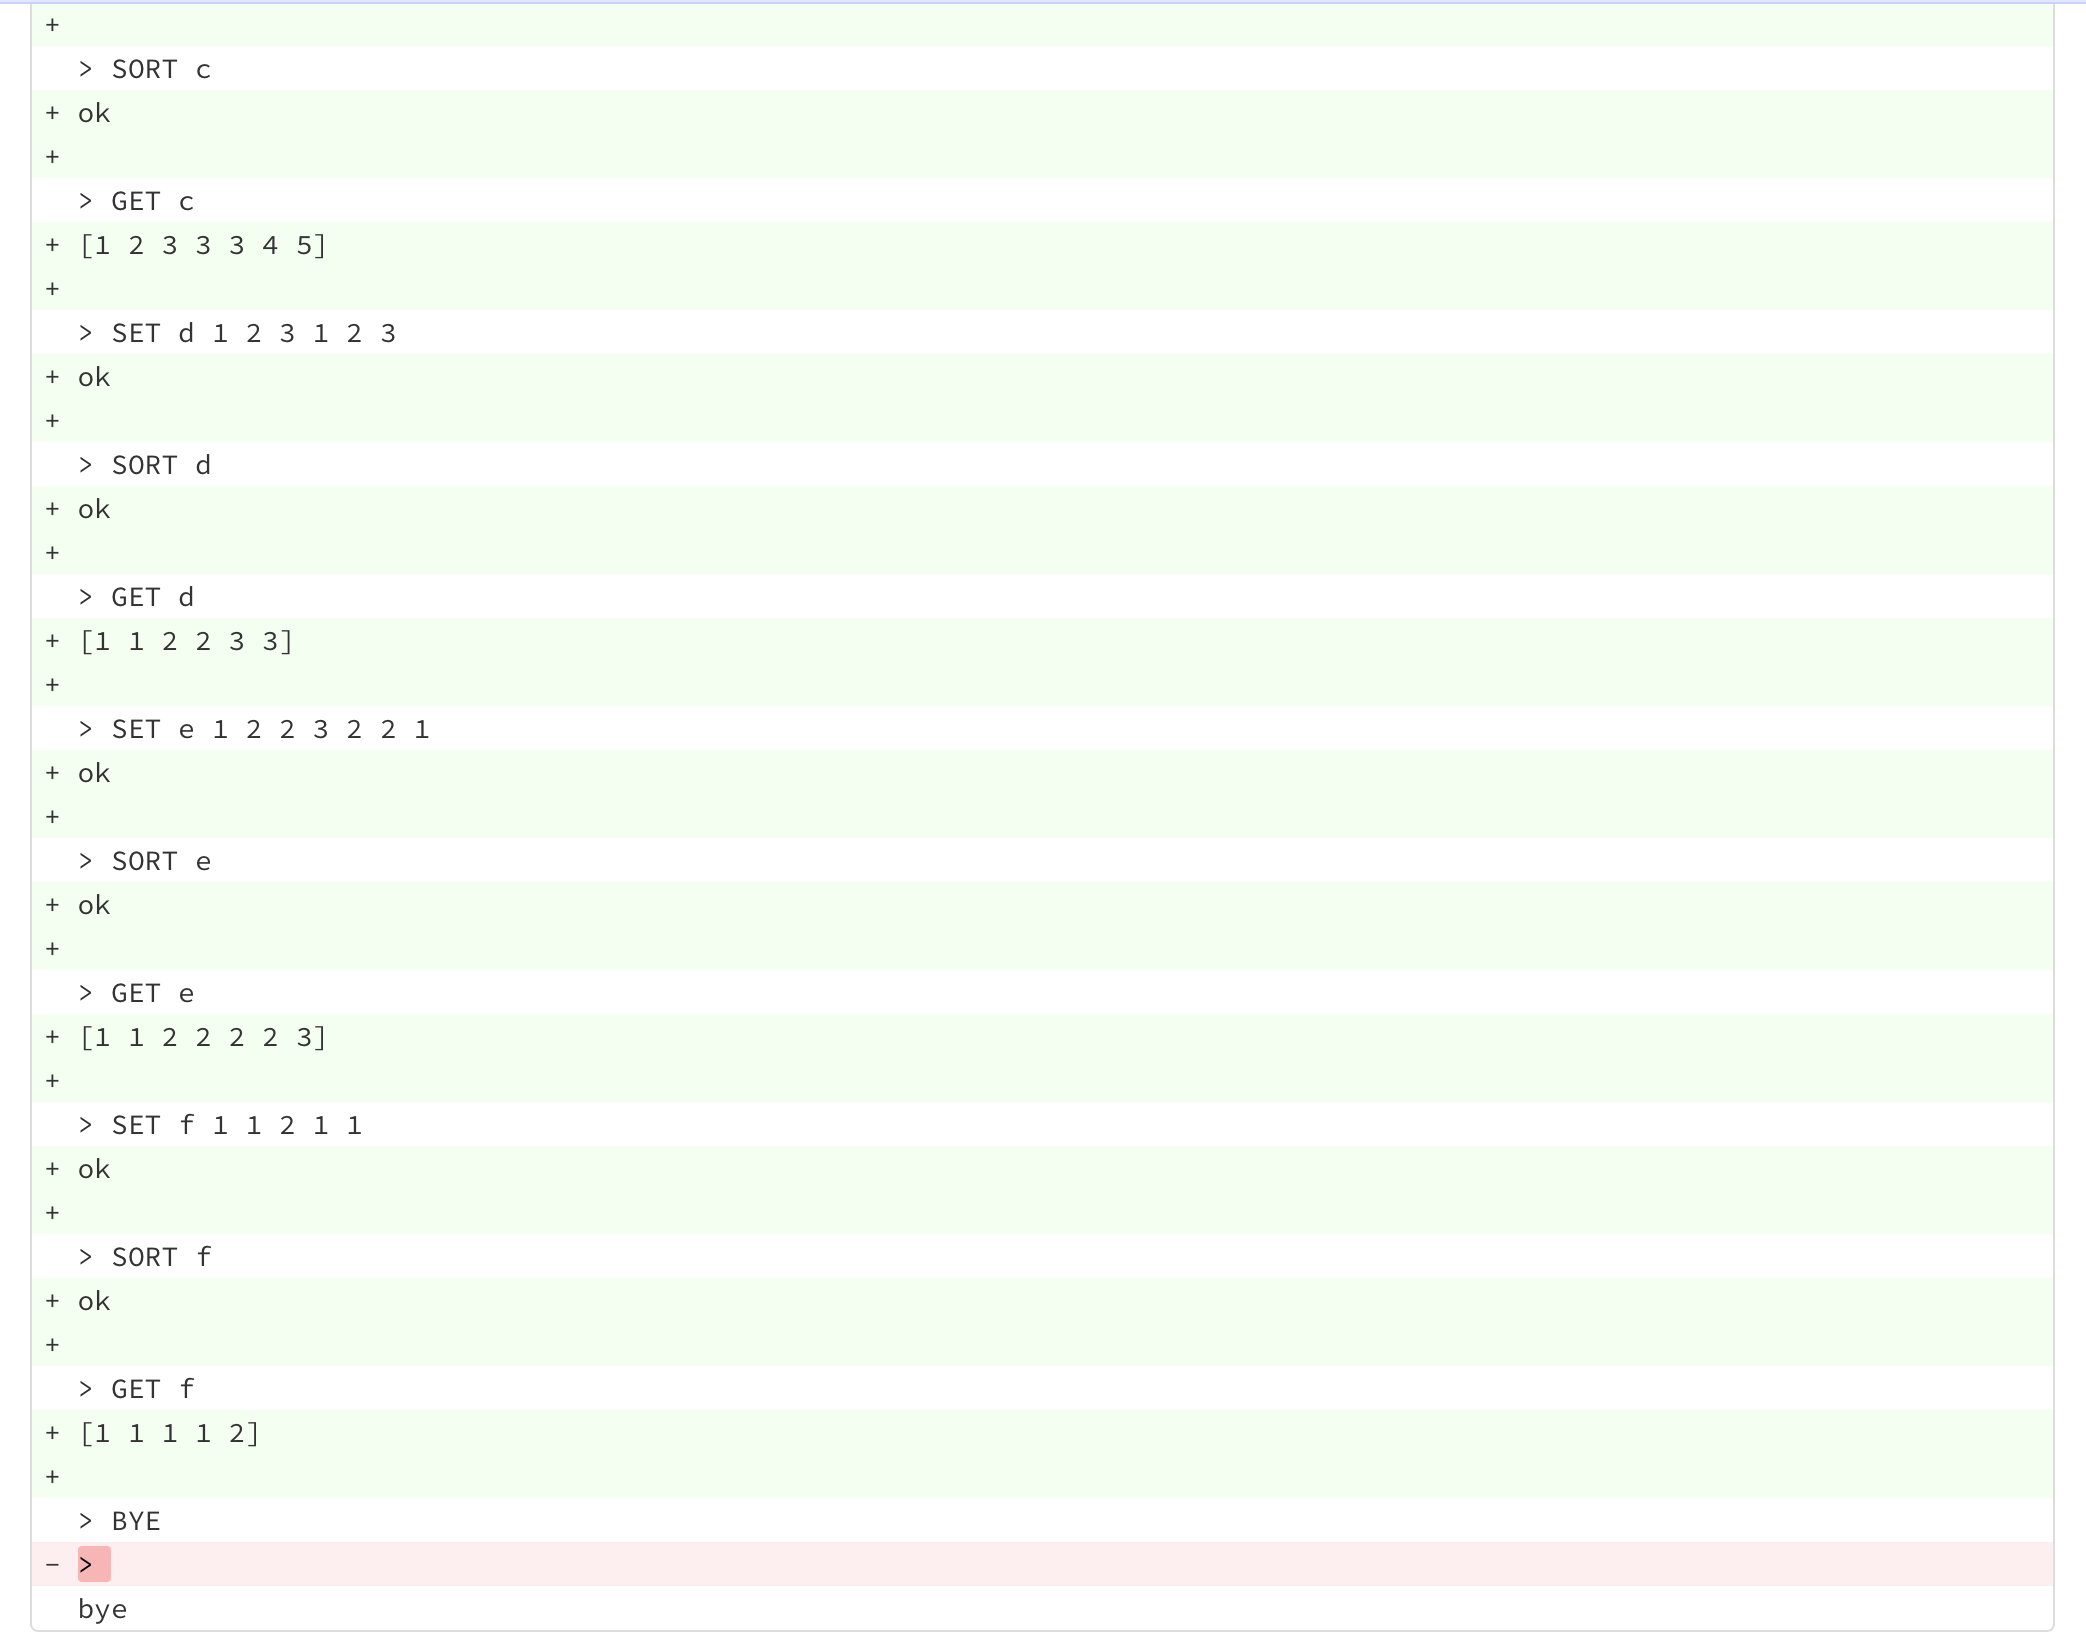 +
> SORT c
+ ok
+
> GET c
+ [1 2 3 3 3 4 5]
+
> SET d 1 2 3 1 2 3
+ ok
+
> SORT d
+ ok
+
> GET d
+ [1 1 2 2 3 3]
+
> SET e 1 2 2 3 2 2 1
+ ok
+
> SORT e
+ ok
+
> GET e
+ [1 1 2 2 2 2 3]
+
> SET f 1 1 2 1 1
+ ok
+
> SORT f
+ ok
+
> GET f
+ [1 1 1 1 2]
+
> BYE
− >
bye